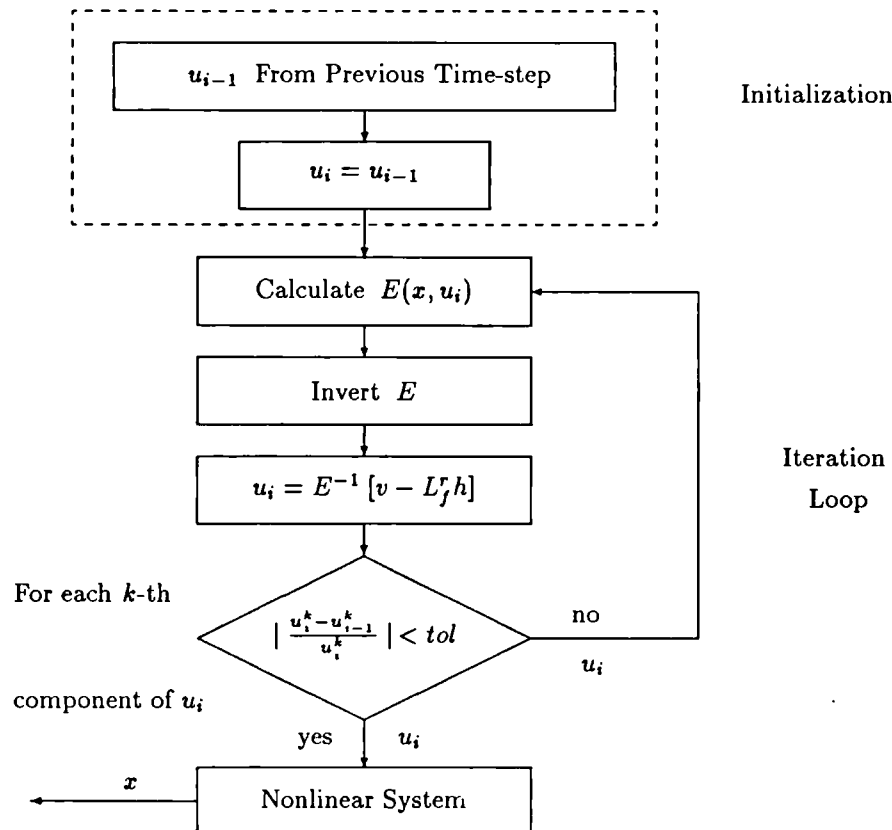 u_{i-1} From Previous Time-step
Initialization
u_i = u_{i-1}
Calculate E(x, u_i)
Invert E
u_i = E^{-1} [v − L_f^r h]
Iteration
Loop
For each k-th
| \frac{u_i^k - u_{i-1}^k}{u_i^k} | < tol
no
u_i
component of u_i
yes u_i
x
Nonlinear System